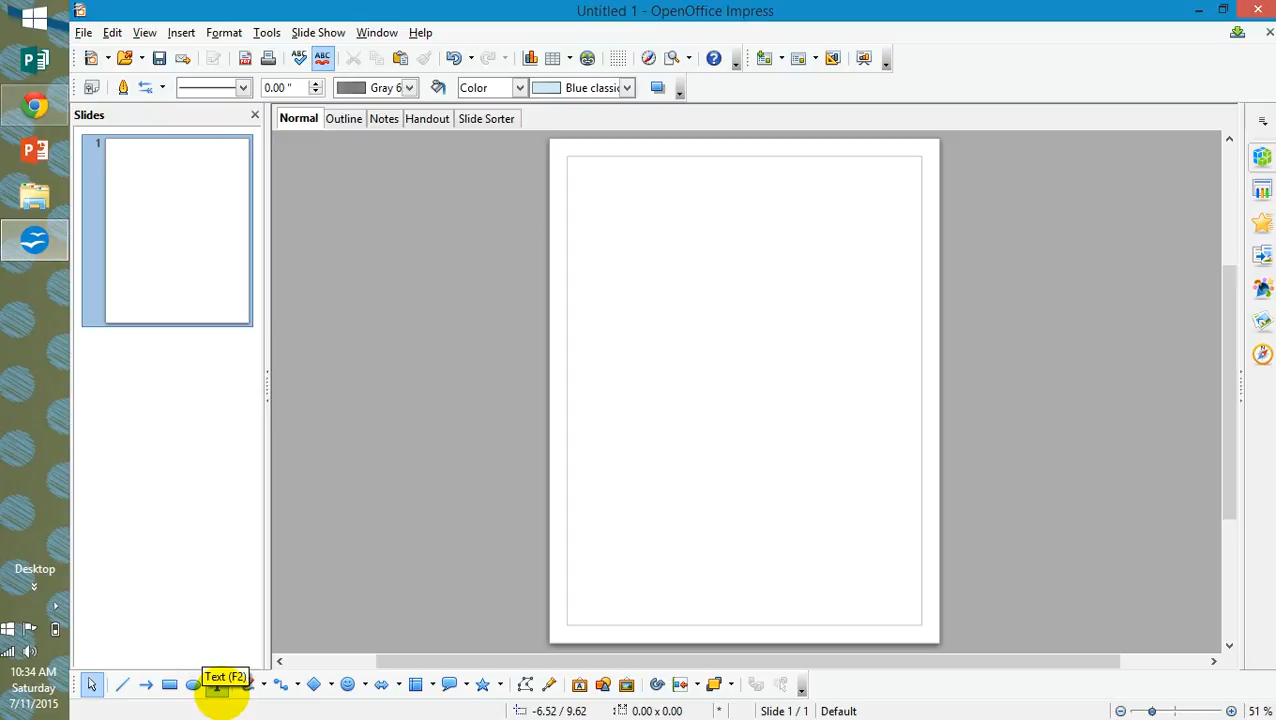 Untitled 1 - OpenOffice Impress
File Edit View Insert Format Tools Slide Show Window Help
0.00 " Gray 6 Color Blue classic
Slides
Normal Outline Notes Handout Slide Sorter
1
Desktop
10:34 AM
Saturday
7/11/2015
Text (F2)
-6.52 / 9.62 0.00 x 0.00 * Slide 1 / 1 Default 51 %